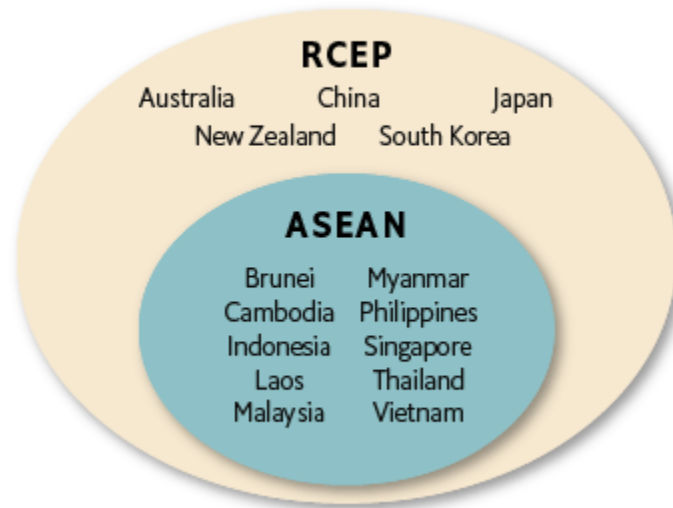 RCEP
Australia China Japan
New Zealand South Korea
ASEAN
Brunei Myanmar
Cambodia Philippines
Indonesia Singapore
Laos Thailand
Malaysia Vietnam